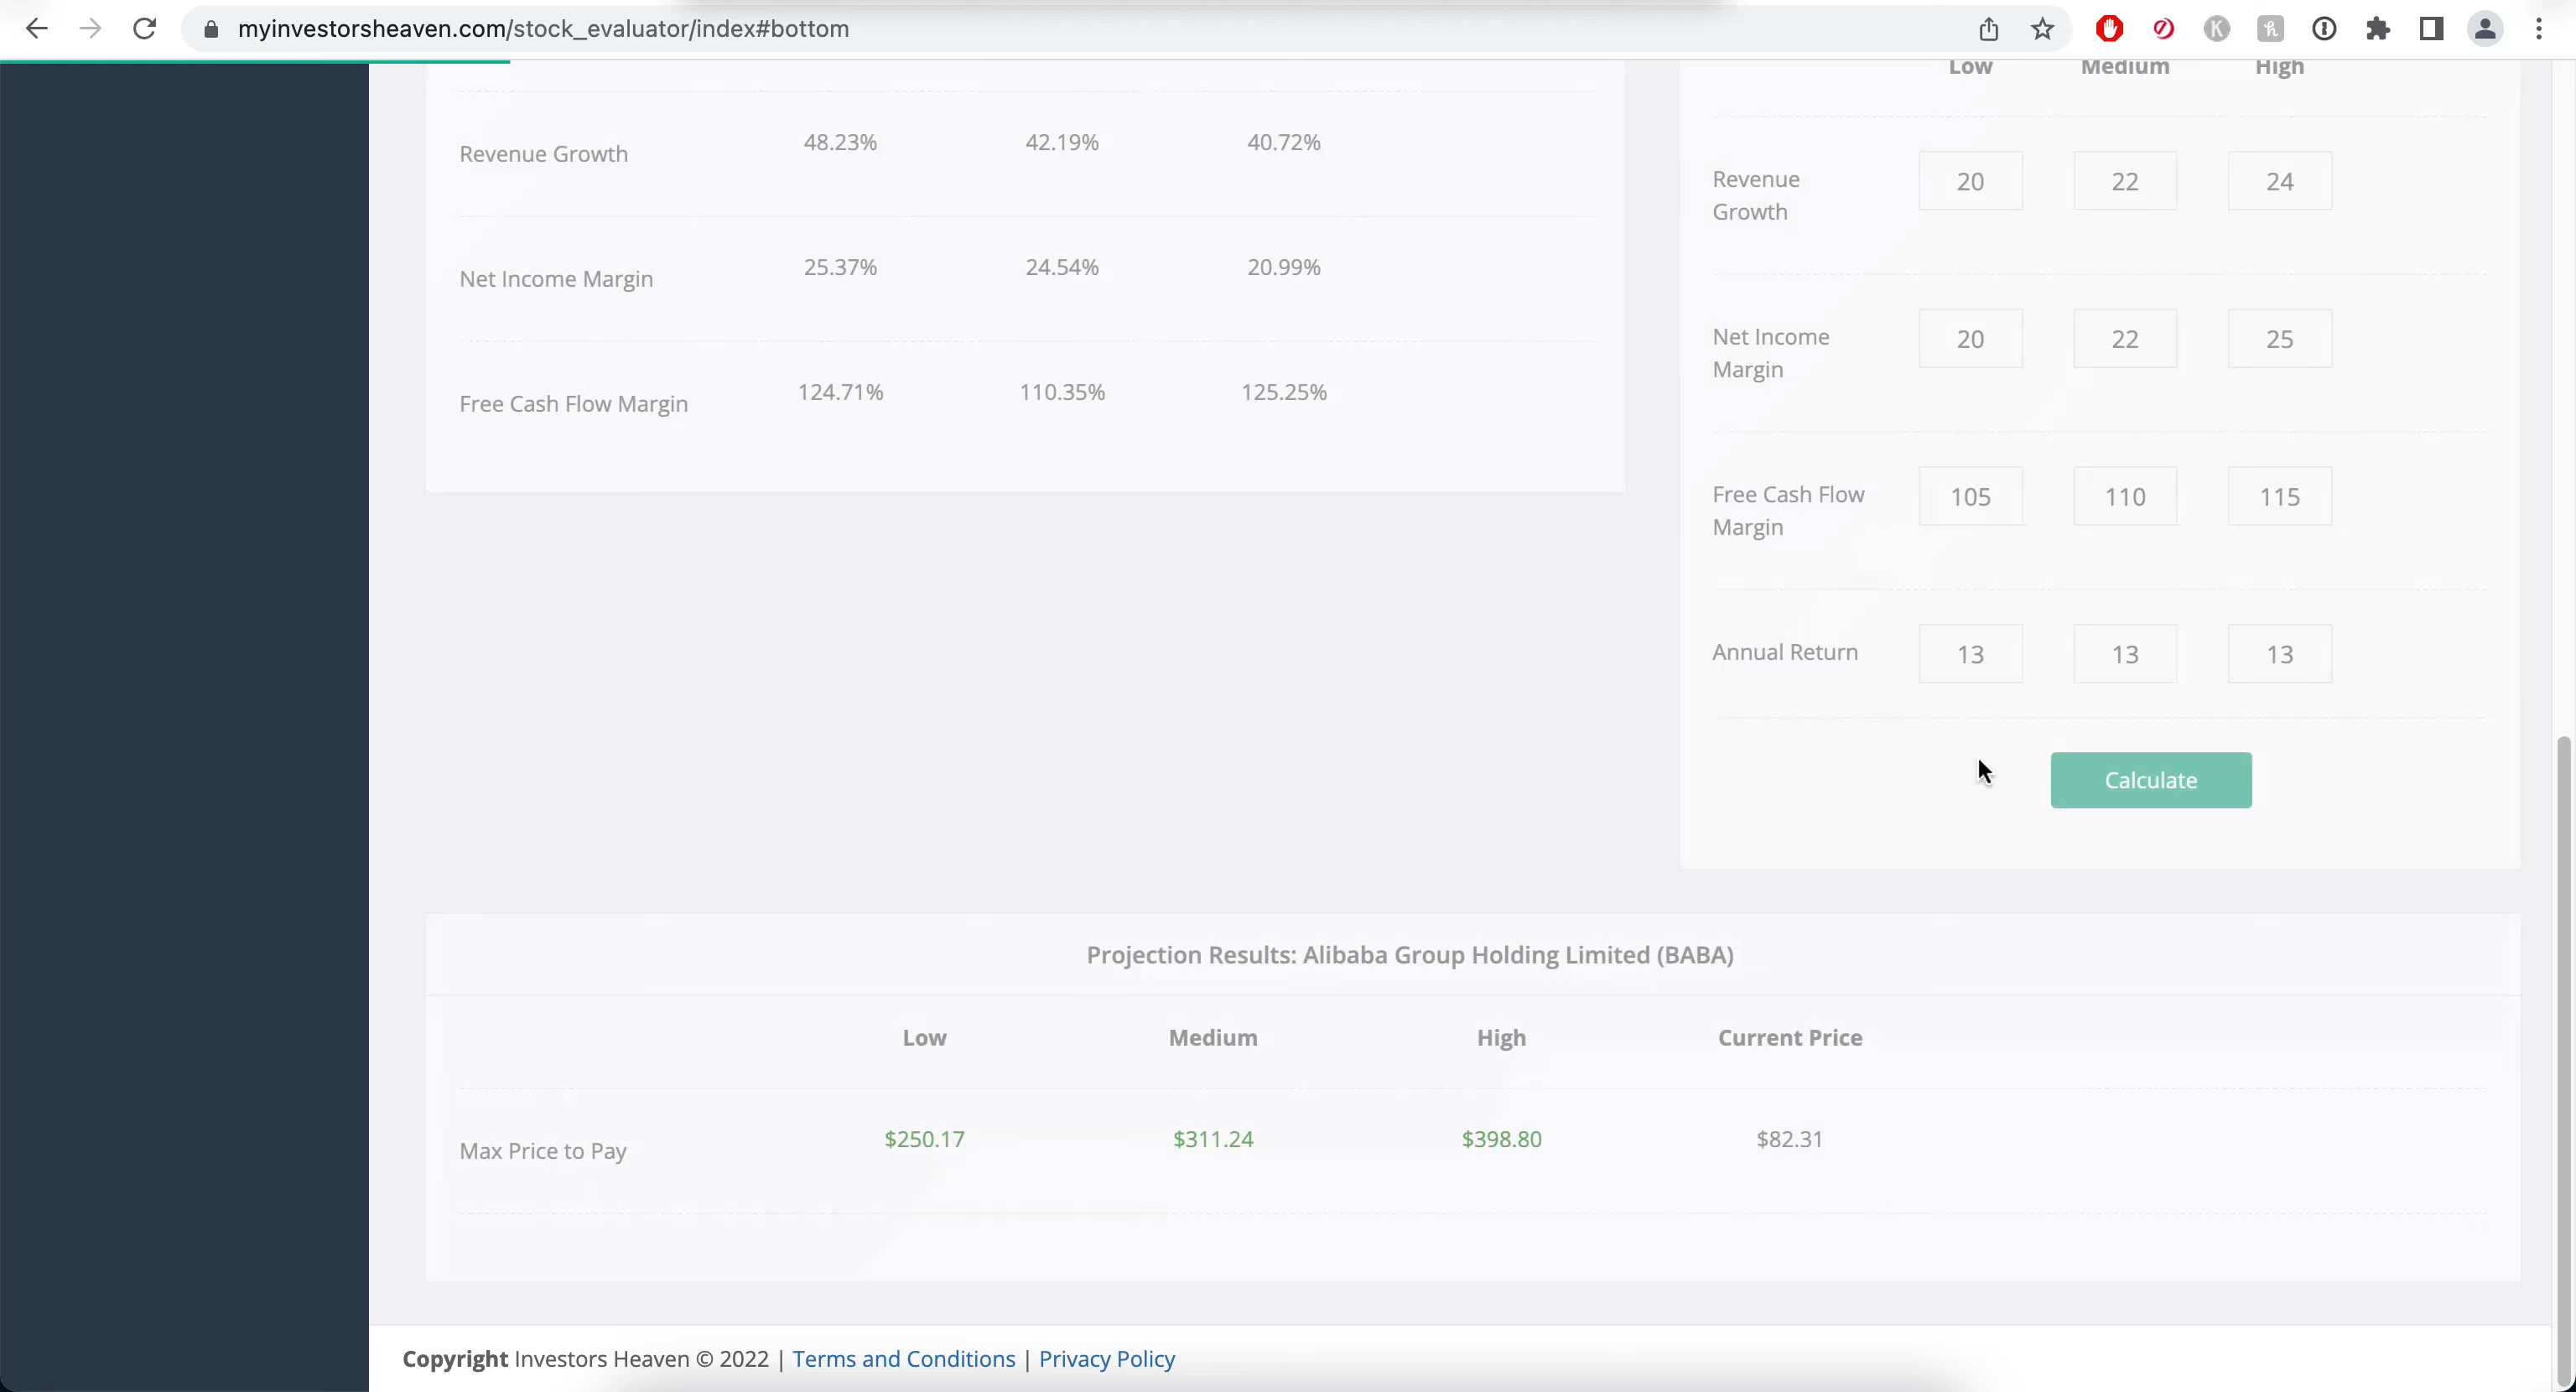 myinvestorsheaven.com/stock_evaluator/index#bottom
Revenue Growth 48.23% 42.19% 40.72%
Net Income Margin 25.37% 24.54% 20.99%
Free Cash Flow Margin 124.71% 110.35% 125.25%
Low Medium High
Revenue Growth 20 22 24
Net Income Margin 20 22 25
Free Cash Flow Margin 105 110 115
Annual Return 13 13 13
Calculate
Projection Results: Alibaba Group Holding Limited (BABA)
Low Medium High Current Price
Max Price to Pay $250.17 $311.24 $398.80 $82.31
Copyright Investors Heaven © 2022 | Terms and Conditions | Privacy Policy